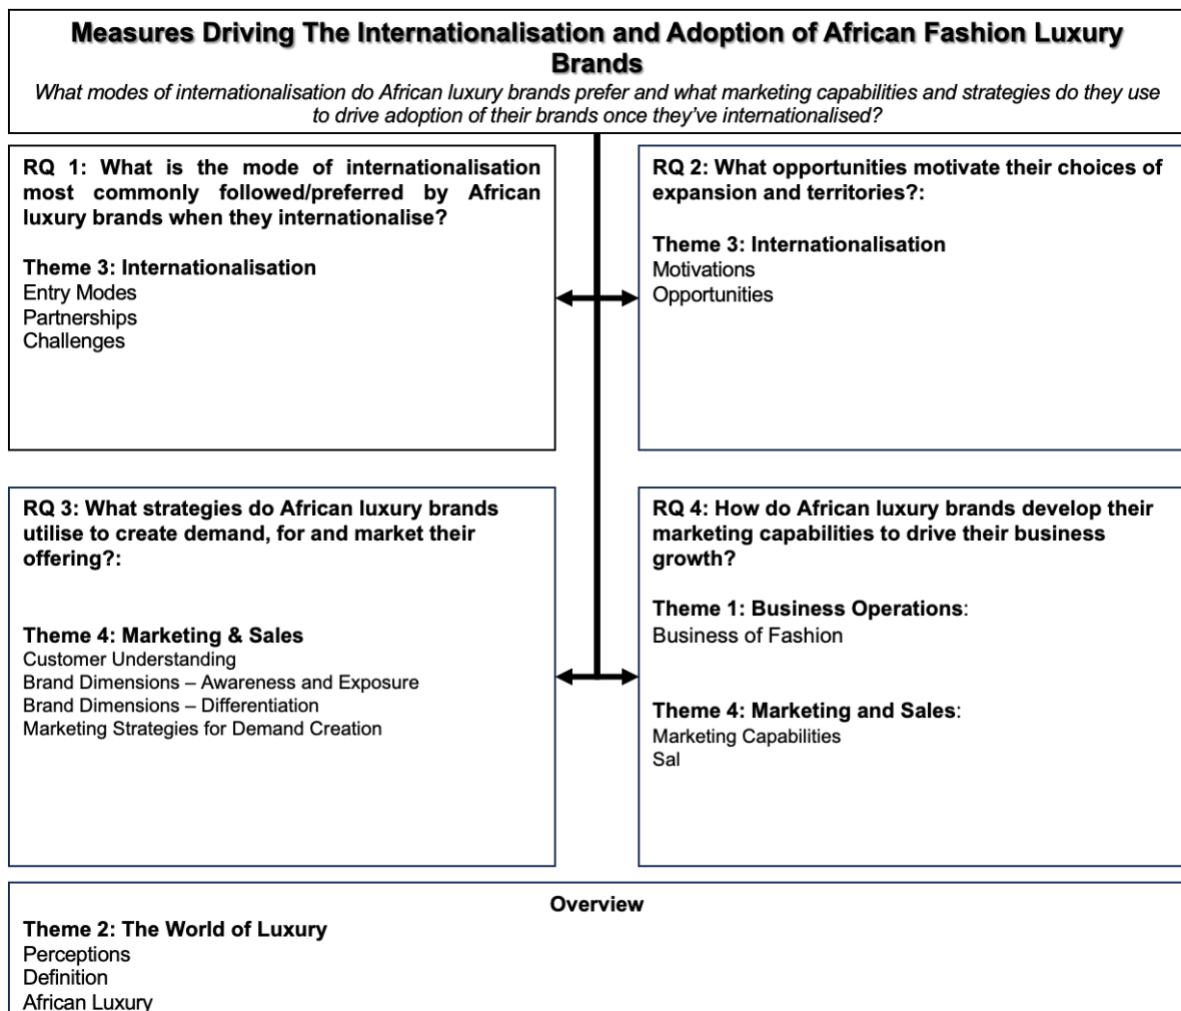 Measures Driving The Internationalisation and Adoption of African Fashion Luxury
Brands
What modes of internationalisation do African luxury brands prefer and what marketing capabilities and strategies do they use
to drive adoption of their brands once they've internationalised?
RQ 1: What is the mode of internationalisation
most commonly followed/preferred by African
luxury brands when they internationalise?
Theme 3: Internationalisation
Entry Modes
Partnerships
Challenges
RQ 2: What opportunities motivate their choices of
expansion and territories?:
Theme 3: Internationalisation
Motivations
Opportunities
RQ 3: What strategies do African luxury brands
utilise to create demand, for and market their
offering?:
Theme 4: Marketing & Sales
Customer Understanding
Brand Dimensions – Awareness and Exposure
Brand Dimensions – Differentiation
Marketing Strategies for Demand Creation
RQ 4: How do African luxury brands develop their
marketing capabilities to drive their business
growth?
Theme 1: Business Operations:
Business of Fashion
Theme 4: Marketing and Sales:
Marketing Capabilities
Sal
Overview
Theme 2: The World of Luxury
Perceptions
Definition
African Luxury